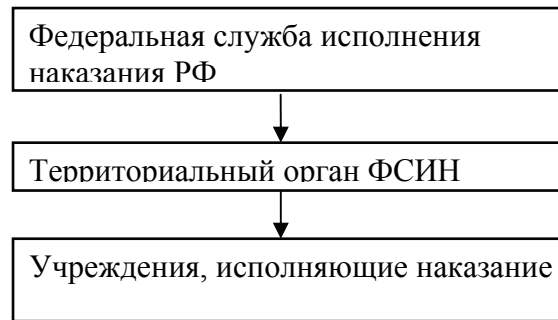 Федеральная служба исполнения
наказания РФ
Территориальный орган ФСИН
Учреждения, исполняющие наказание